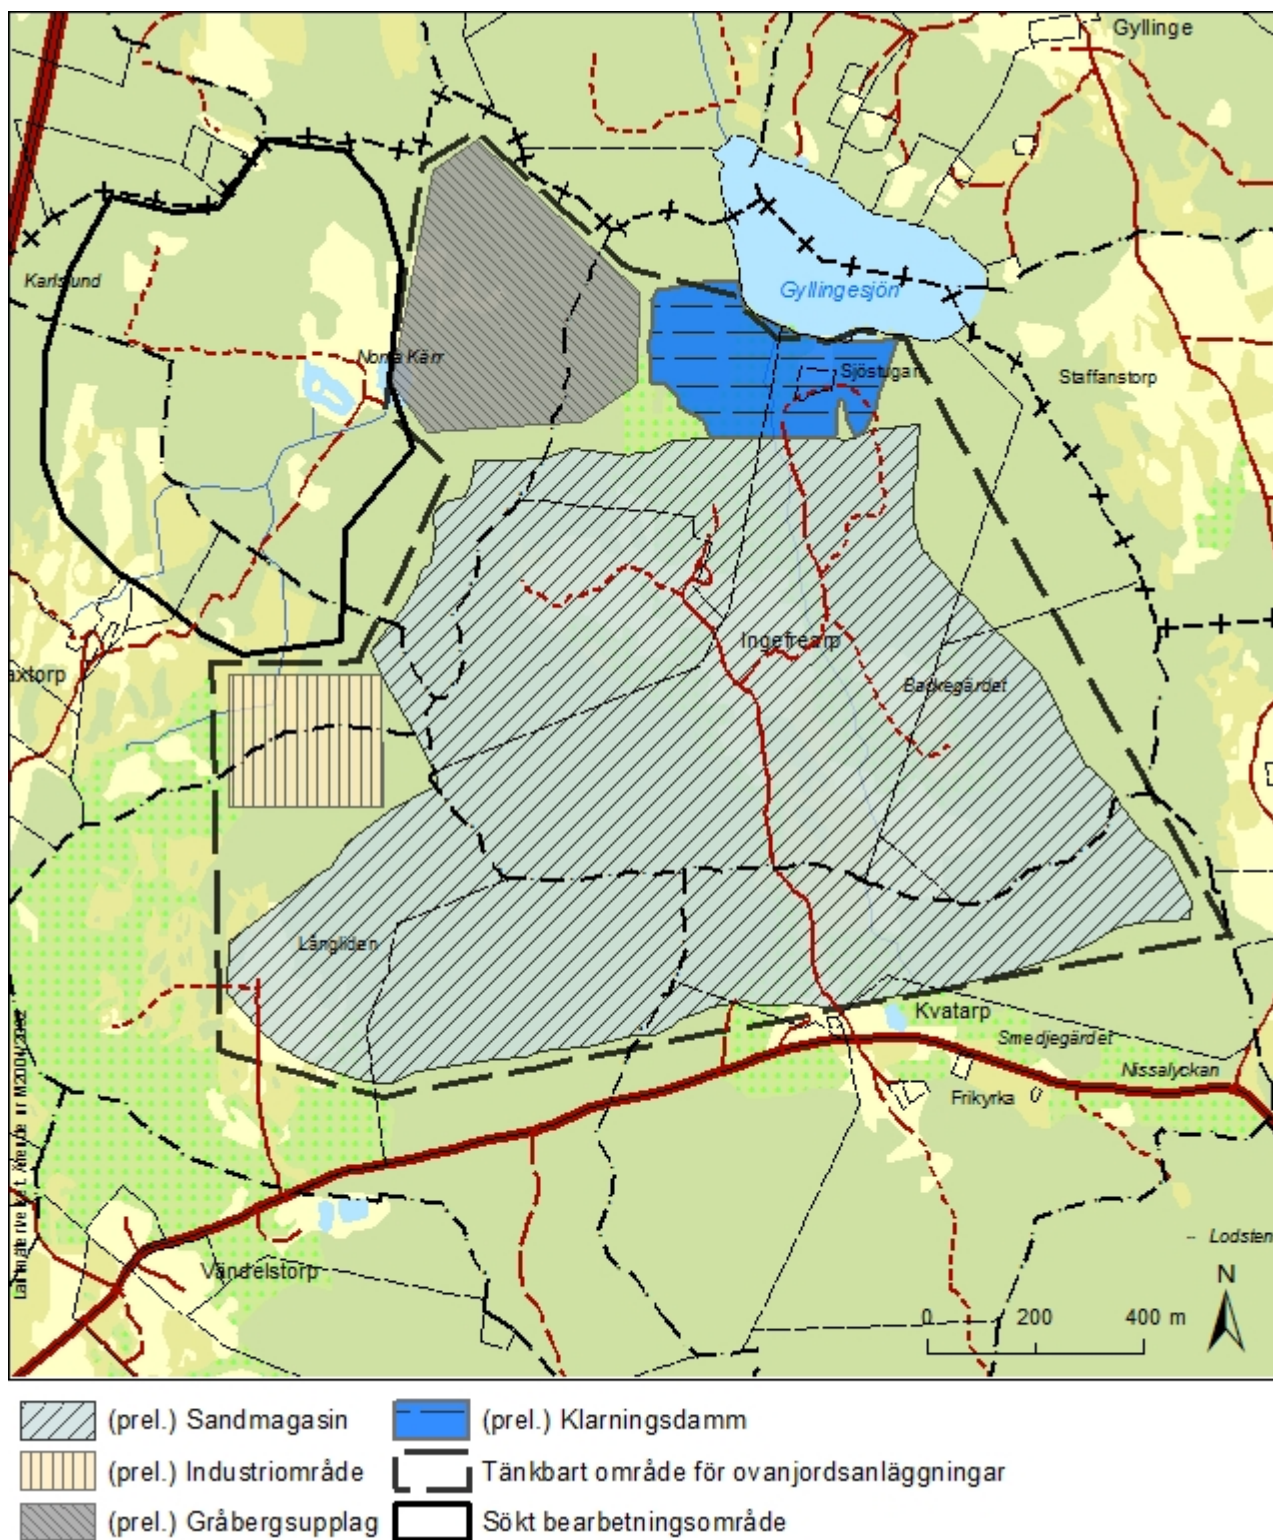 Gyllinge
Karlslund
Gyllingesjön
Norra Kärr
Sjöstugan
Staffanstorp
Ingefrearp
Backegärdet
axtorp
Långliden
Kvatarp
Smedjegärdet
Nissalyckan
Frikyrka
Lodsten
Vändelstorp
N
0 200 400 m
(prel.) Sandmagasin
(prel.) Klarningsdamm
(prel.) Industriområde
Tänkbart område för ovanjordsanläggningar
(prel.) Gråbergsupplag
Sökt bearbetningsområde